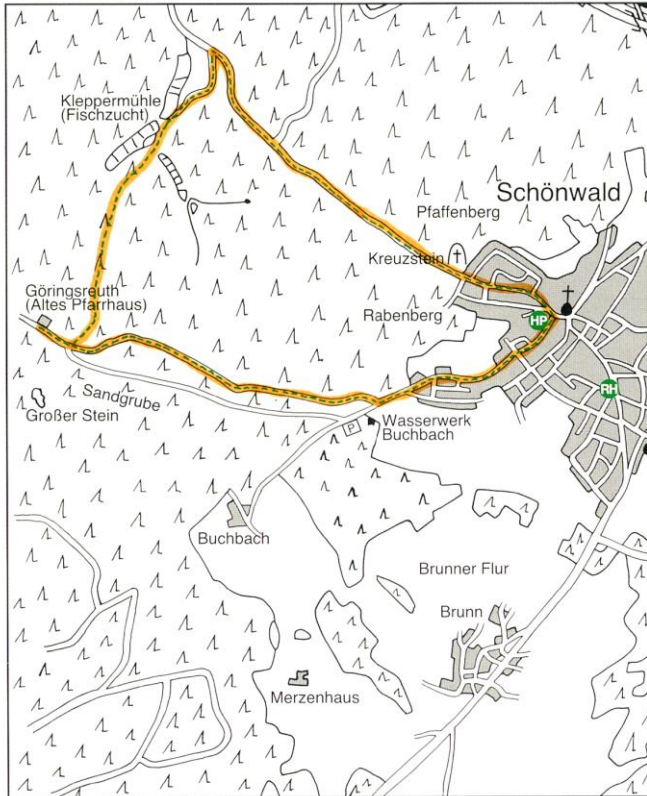 Kleppermühle
(Fischzucht)
Schönwald
Pfaffenberg
Kreuzstein
Göringsreuth
(Altes Pfarrhaus)
Rabenberg
HP
RH
Sandgrube
Großer Stein
P
Wasserwerk
Buchbach
Buchbach
Brunner Flur
Brunn
Merzenhaus